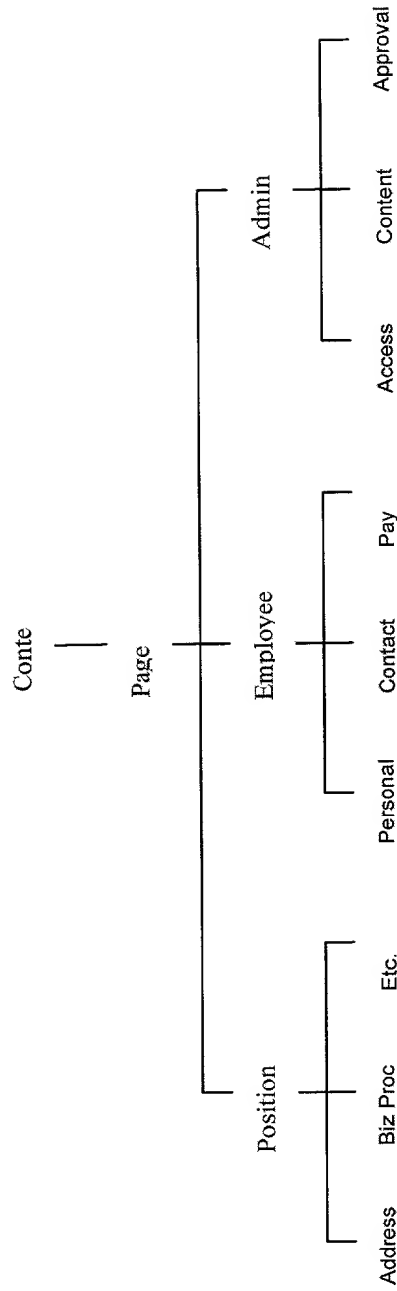 Conte
Page
Position Employee Admin
Address Biz Proc Etc. Personal Contact Pay Access Content Approval